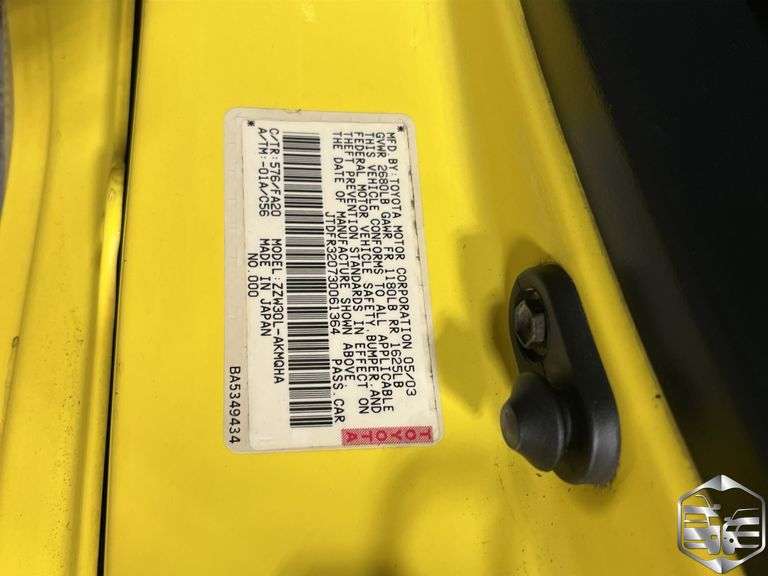 * MFD.BY:TOYOTA MOTOR CORPORATION 05/03
GVWR 2680LB GAWR FR 1180LB RR 1625LB
THIS VEHICLE CONFORMS TO ALL APPLICABLE
FEDERAL MOTOR VEHICLE SAFETY,BUMPER,AND
THEFT PREVENTION STANDARDS IN EFFECT ON
THE DATE OF MANUFACTURE SHOWN ABOVE.
JTDFR320730061364 PASS.CAR
TOYOTA
C/TR:576/FA20 MODEL:ZZW30L-AKMQHA
* A/TM:-01A/C56 MADE IN JAPAN
NO.000
BA5349434